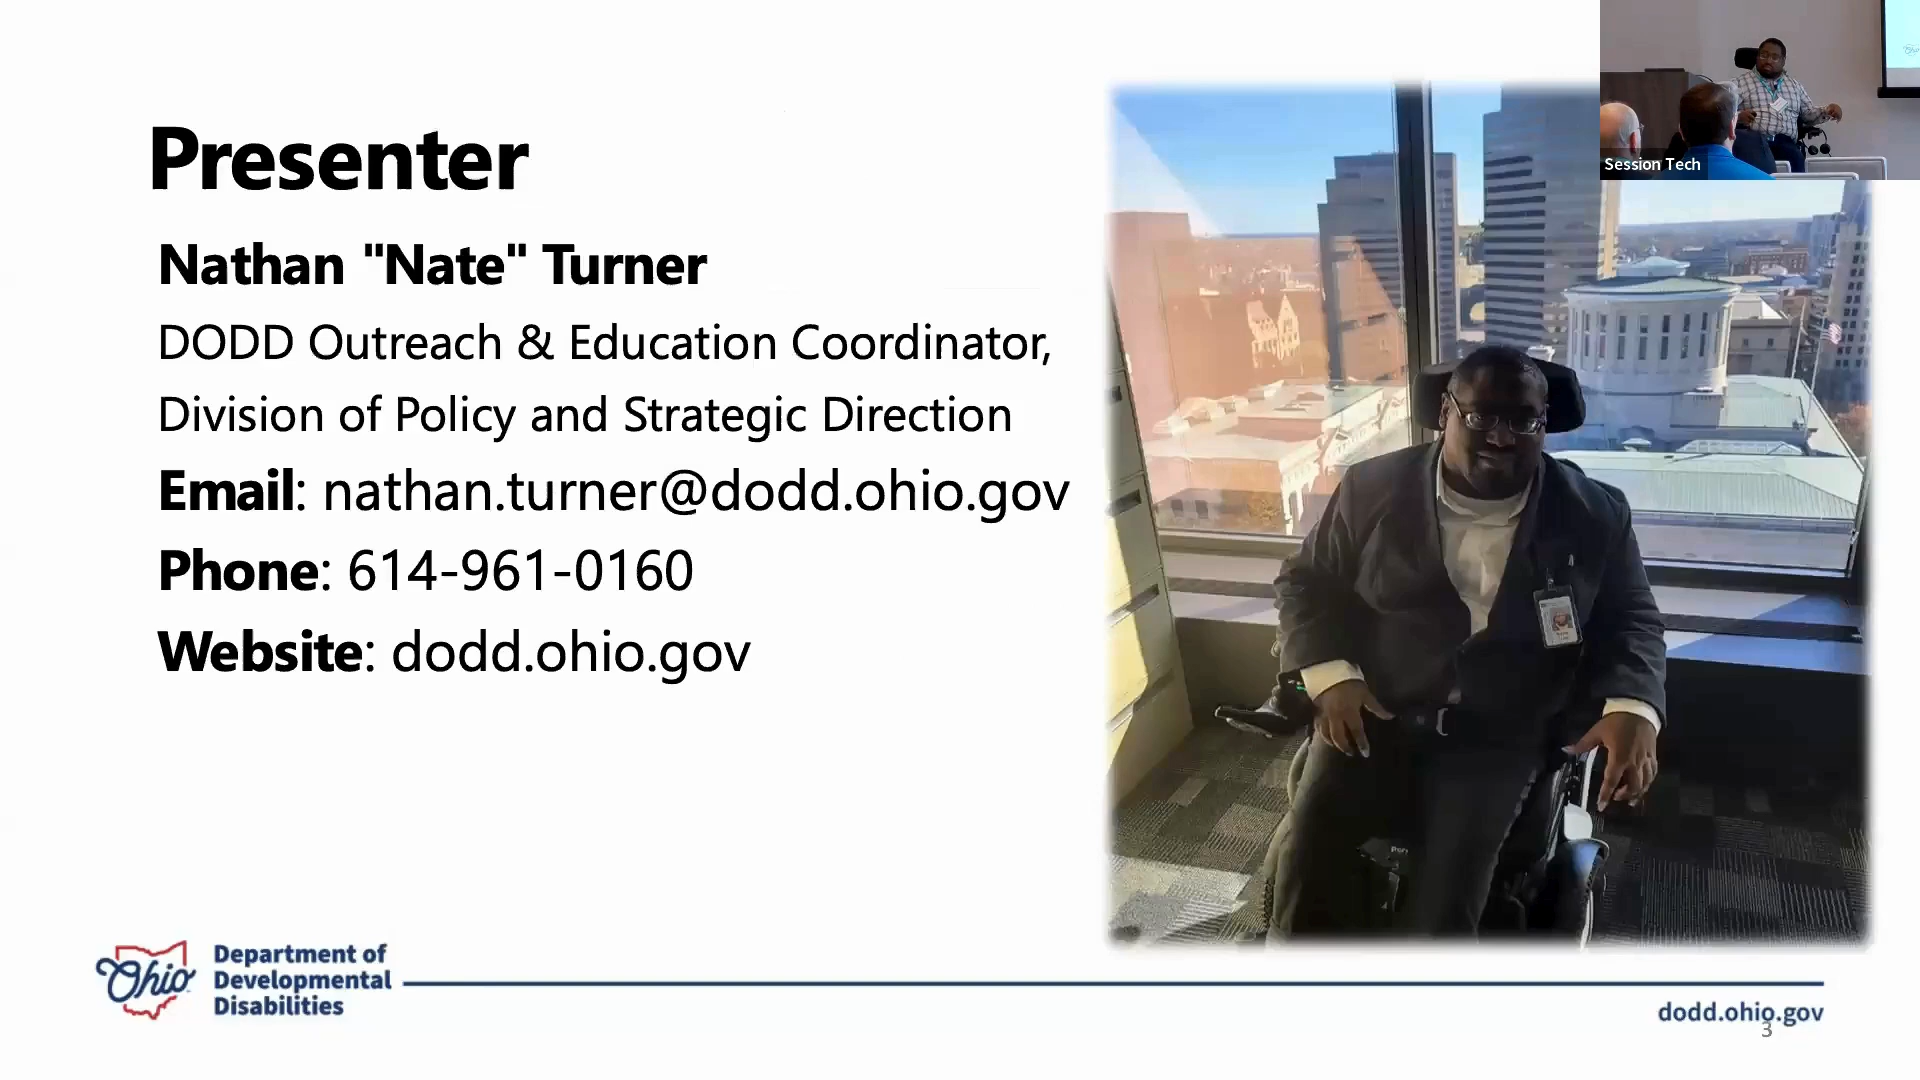 Presenter
Nathan "Nate" Turner
DODD Outreach & Education Coordinator,
Division of Policy and Strategic Direction
Email: nathan.turner@dodd.ohio.gov
Phone: 614-961-0160
Website: dodd.ohio.gov
Session Tech
Ohio
Department of
Developmental
Disabilities
dodd.ohio.gov
3